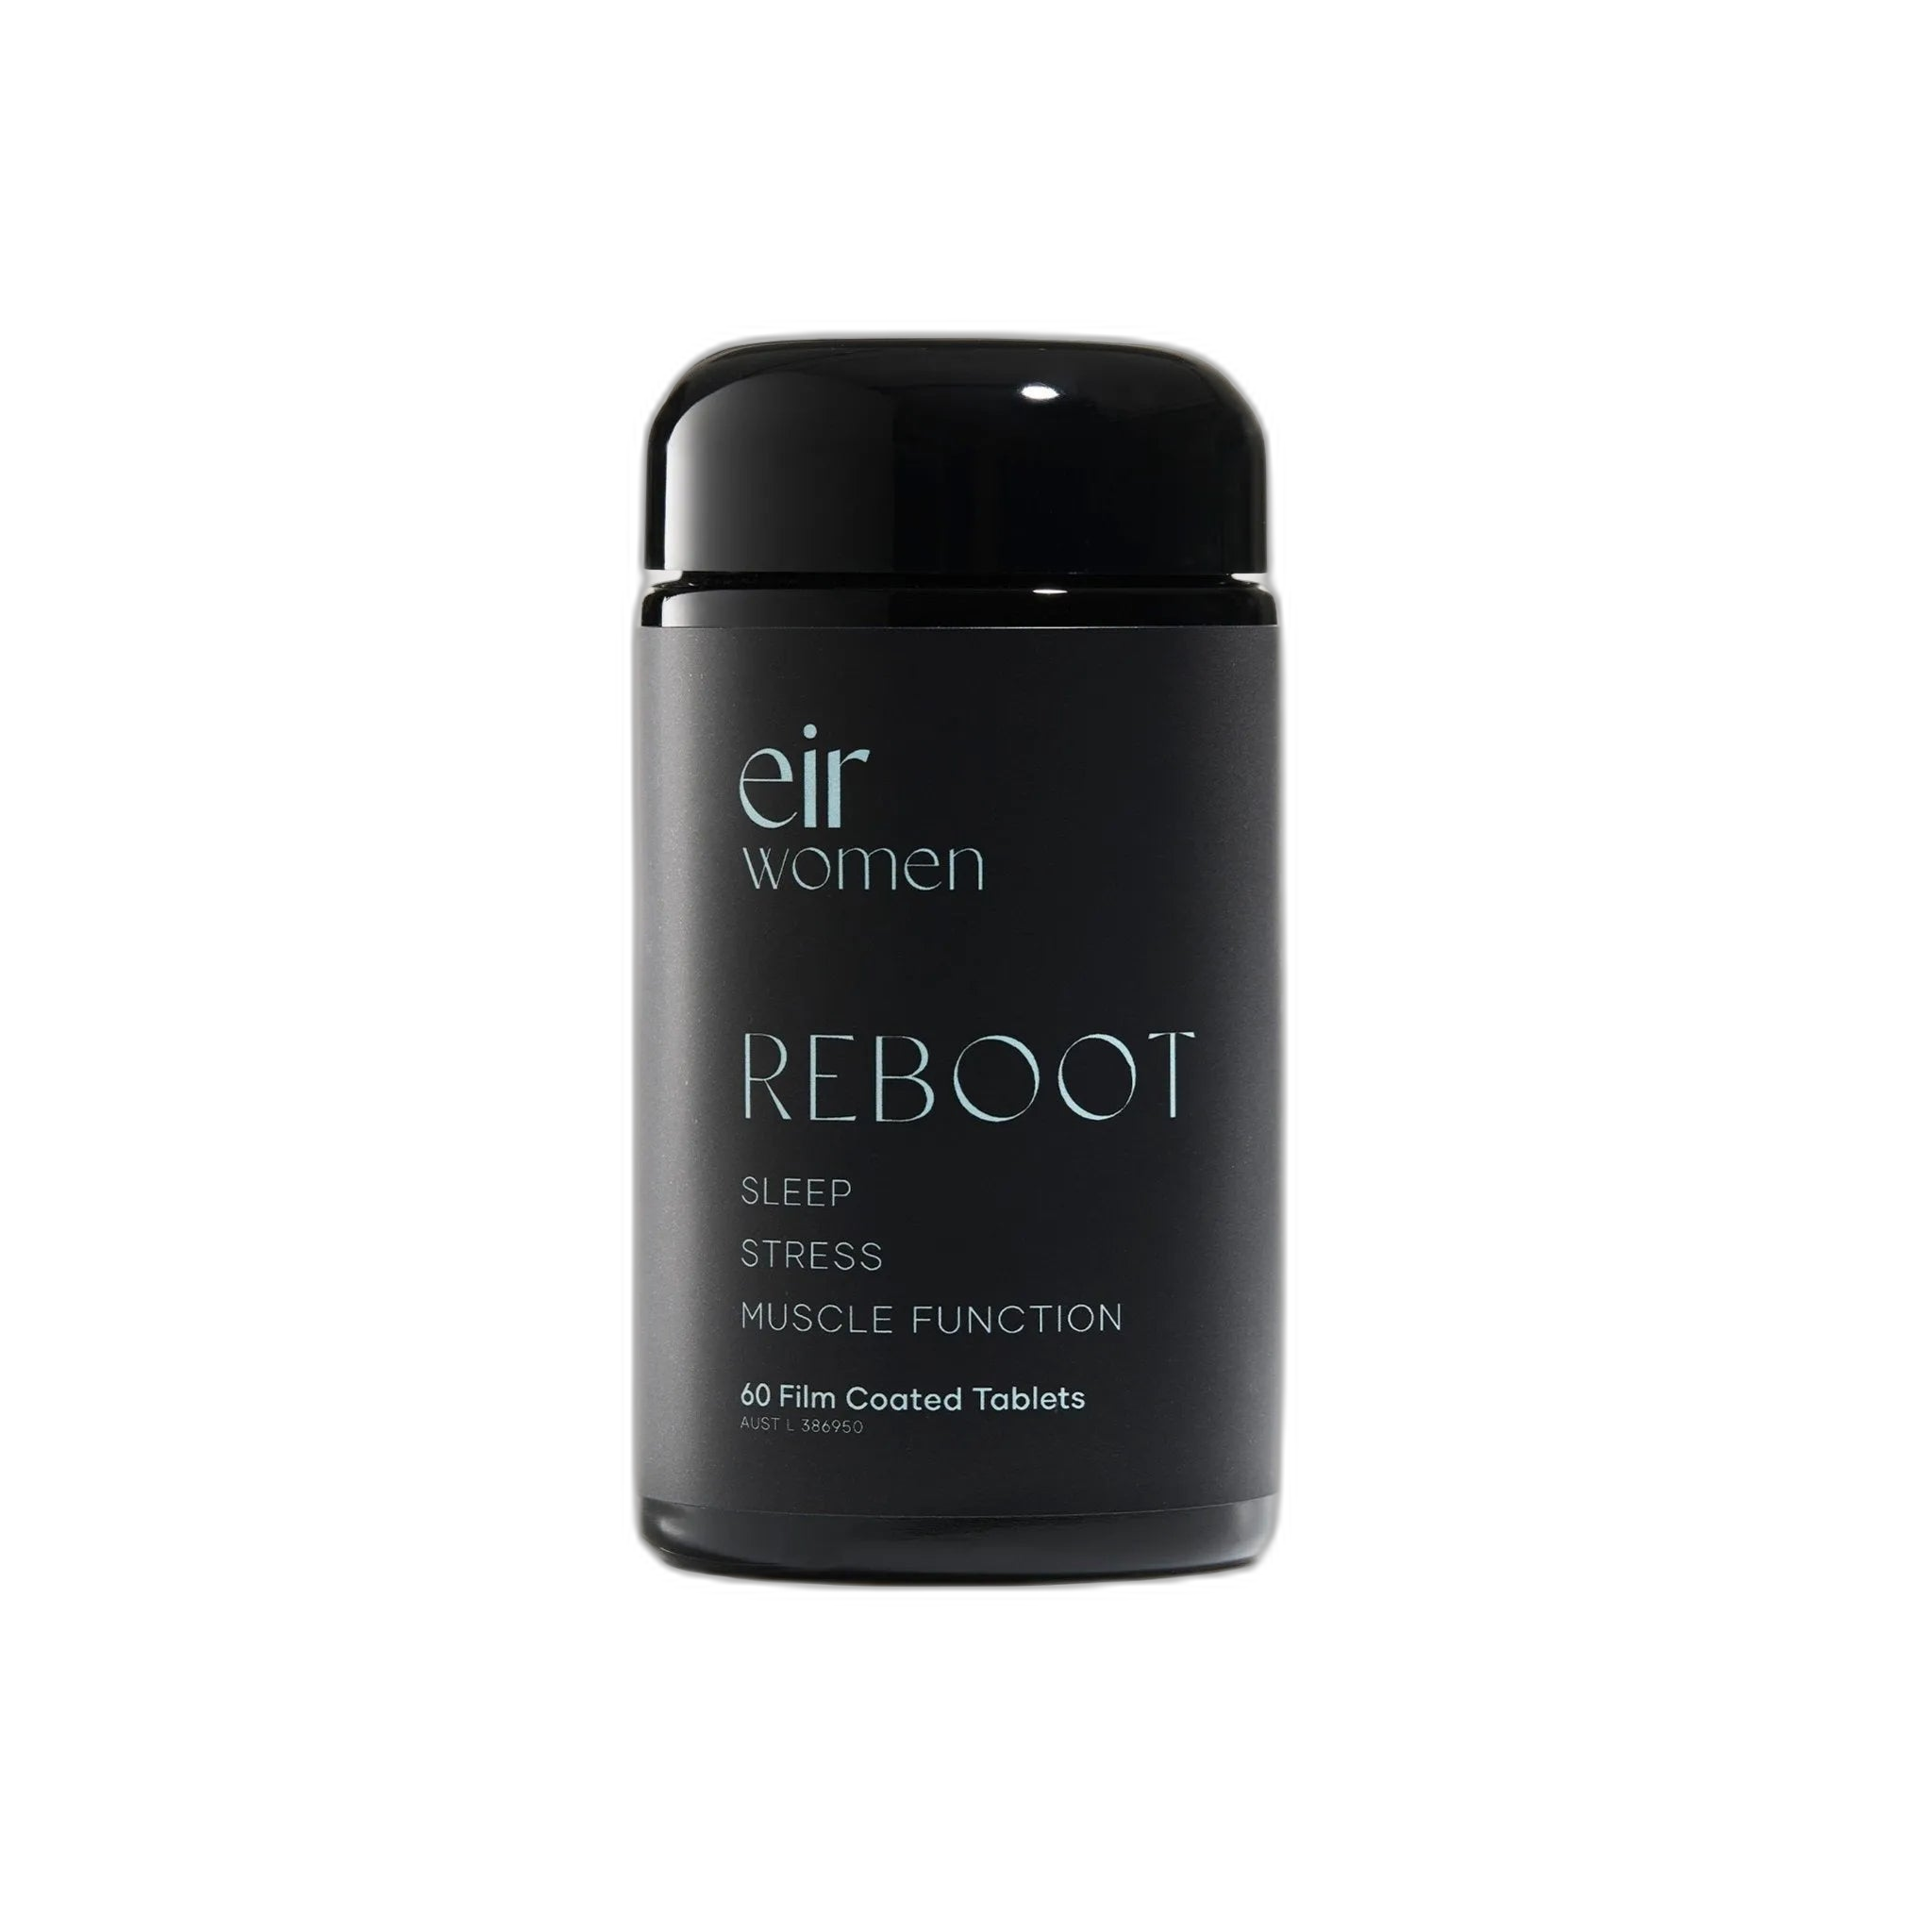 eir
women
REBOOT
SLEEP
STRESS
MUSCLE FUNCTION
60 Film Coated Tablets
AUST L 386950